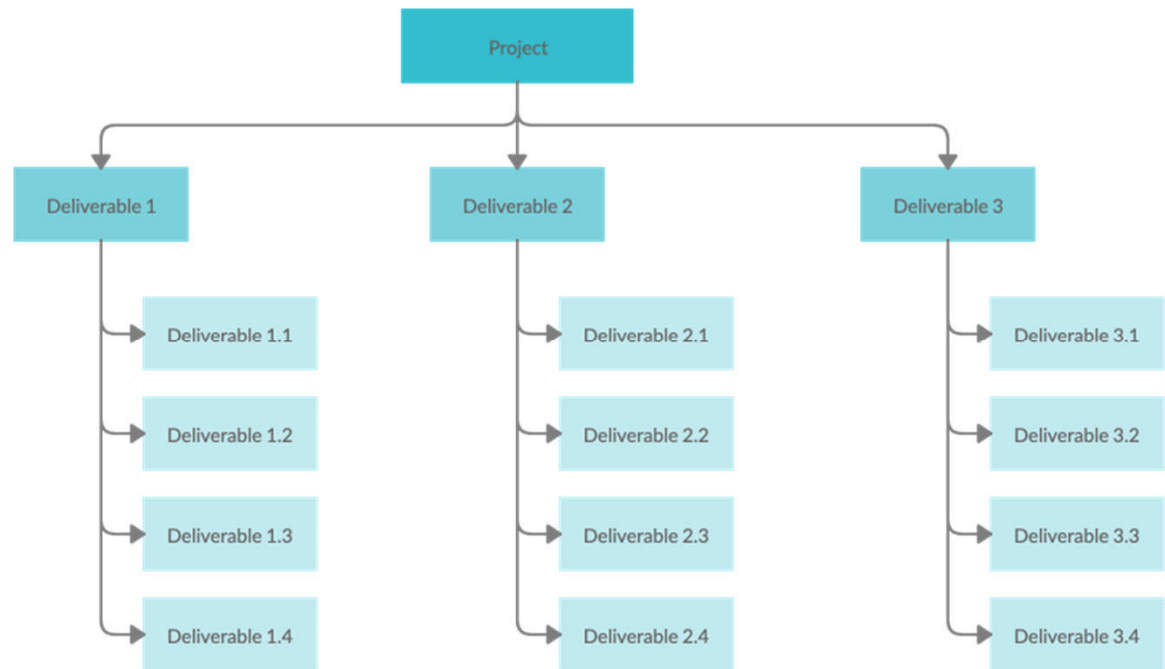 Project
Deliverable 1
Deliverable 2
Deliverable 3
Deliverable 1.1
Deliverable 2.1
Deliverable 3.1
Deliverable 1.2
Deliverable 2.2
Deliverable 3.2
Deliverable 1.3
Deliverable 2.3
Deliverable 3.3
Deliverable 1.4
Deliverable 2.4
Deliverable 3.4